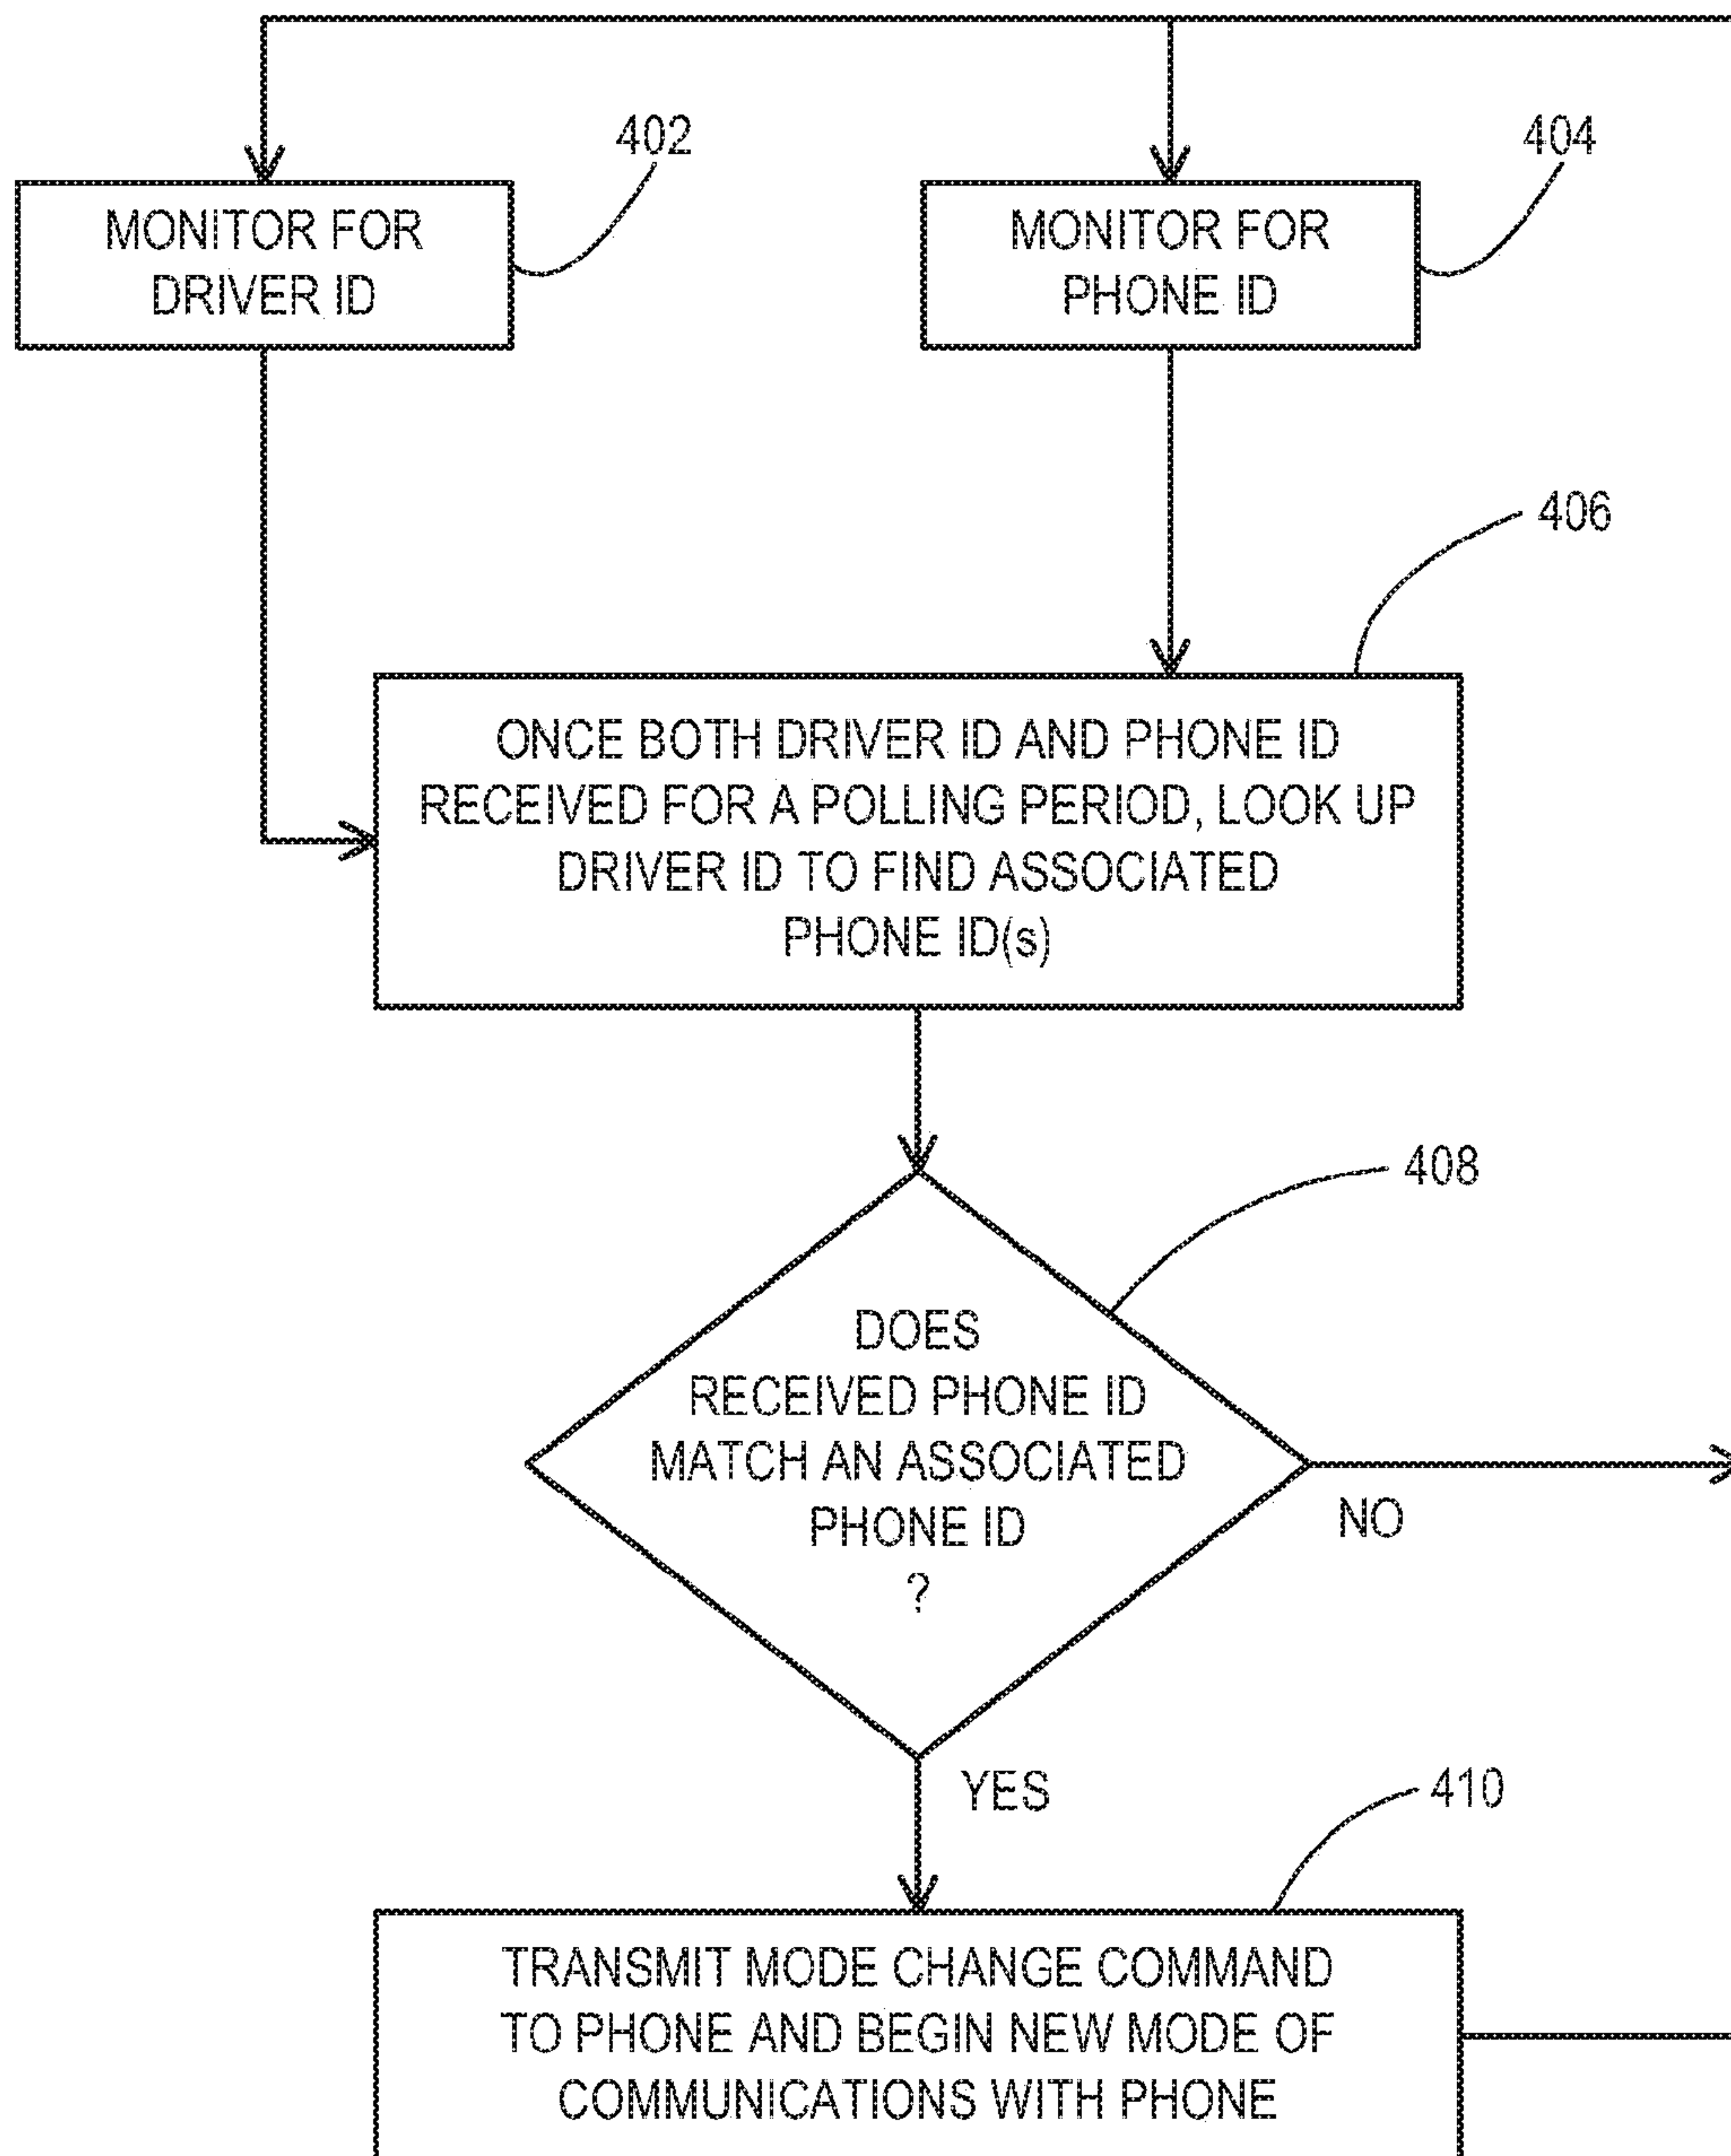 402
404
MONITOR FOR
DRIVER ID
MONITOR FOR
PHONE ID
406
ONCE BOTH DRIVER ID AND PHONE ID
RECEIVED FOR A POLLING PERIOD, LOOK UP
DRIVER ID TO FIND ASSOCIATED
PHONE ID(s)
408
DOES
RECEIVED PHONE ID
MATCH AN ASSOCIATED
PHONE ID
?
NO
YES
410
TRANSMIT MODE CHANGE COMMAND
TO PHONE AND BEGIN NEW MODE OF
COMMUNICATIONS WITH PHONE